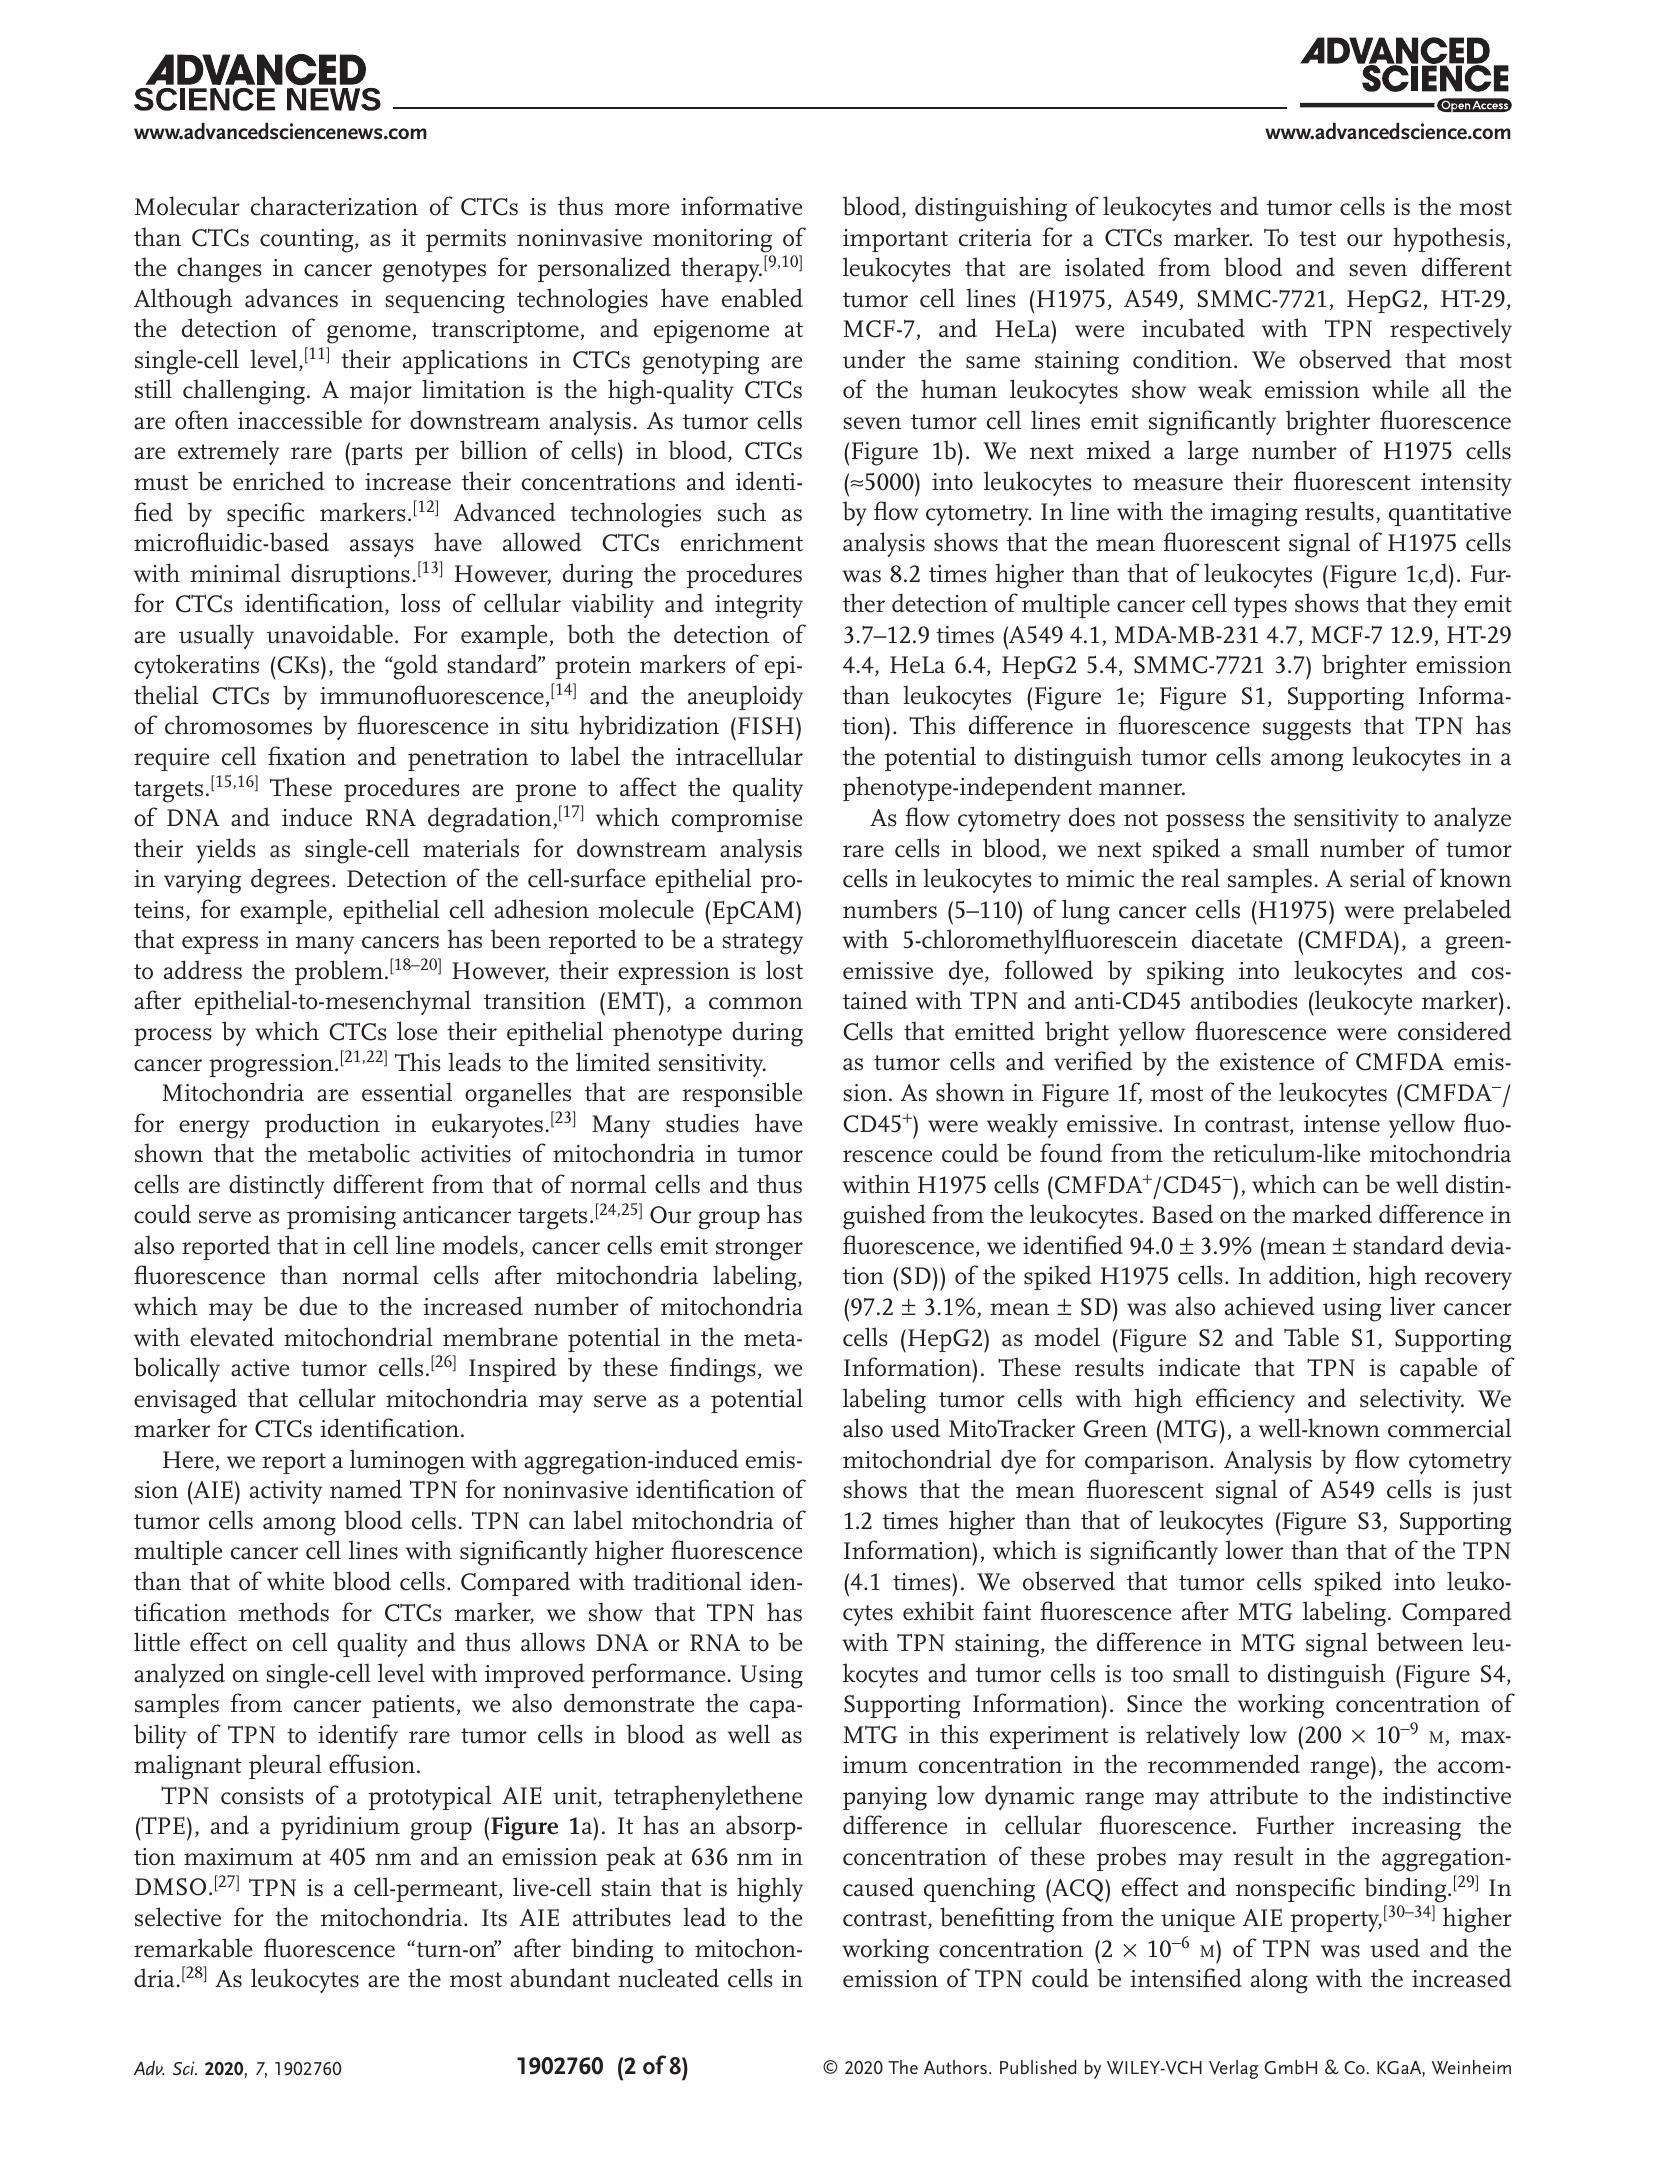 ADVANCED
SCIENCE NEWS
www.advancedsciencenews.com
ADVANCED
SCIENCE
Open Access
www.advancedscience.com
Molecular characterization of CTCs is thus more informative
than CTCs counting, as it permits noninvasive monitoring of
the changes in cancer genotypes for personalized therapy.[9,10]
Although advances in sequencing technologies have enabled
the detection of genome, transcriptome, and epigenome at
single-cell level,[11] their applications in CTCs genotyping are
still challenging. A major limitation is the high-quality CTCs
are often inaccessible for downstream analysis. As tumor cells
are extremely rare (parts per billion of cells) in blood, CTCs
must be enriched to increase their concentrations and identi-
fied by specific markers.[12] Advanced technologies such as
microfluidic-based assays have allowed CTCs enrichment
with minimal disruptions.[13] However, during the procedures
for CTCs identification, loss of cellular viability and integrity
are usually unavoidable. For example, both the detection of
cytokeratins (CKs), the “gold standard” protein markers of epi-
thelial CTCs by immunofluorescence,[14] and the aneuploidy
of chromosomes by fluorescence in situ hybridization (FISH)
require cell fixation and penetration to label the intracellular
targets.[15,16] These procedures are prone to affect the quality
of DNA and induce RNA degradation,[17] which compromise
their yields as single-cell materials for downstream analysis
in varying degrees. Detection of the cell-surface epithelial pro-
teins, for example, epithelial cell adhesion molecule (EpCAM)
that express in many cancers has been reported to be a strategy
to address the problem.[18–20] However, their expression is lost
after epithelial-to-mesenchymal transition (EMT), a common
process by which CTCs lose their epithelial phenotype during
cancer progression.[21,22] This leads to the limited sensitivity.
Mitochondria are essential organelles that are responsible
for energy production in eukaryotes.[23] Many studies have
shown that the metabolic activities of mitochondria in tumor
cells are distinctly different from that of normal cells and thus
could serve as promising anticancer targets.[24,25] Our group has
also reported that in cell line models, cancer cells emit stronger
fluorescence than normal cells after mitochondria labeling,
which may be due to the increased number of mitochondria
with elevated mitochondrial membrane potential in the meta-
bolically active tumor cells.[26] Inspired by these findings, we
envisaged that cellular mitochondria may serve as a potential
marker for CTCs identification.
Here, we report a luminogen with aggregation-induced emis-
sion (AIE) activity named TPN for noninvasive identification of
tumor cells among blood cells. TPN can label mitochondria of
multiple cancer cell lines with significantly higher fluorescence
than that of white blood cells. Compared with traditional iden-
tification methods for CTCs marker, we show that TPN has
little effect on cell quality and thus allows DNA or RNA to be
analyzed on single-cell level with improved performance. Using
samples from cancer patients, we also demonstrate the capa-
bility of TPN to identify rare tumor cells in blood as well as
malignant pleural effusion.
TPN consists of a prototypical AIE unit, tetraphenylethene
(TPE), and a pyridinium group (Figure 1a). It has an absorp-
tion maximum at 405 nm and an emission peak at 636 nm in
DMSO.[27] TPN is a cell-permeant, live-cell stain that is highly
selective for the mitochondria. Its AIE attributes lead to the
remarkable fluorescence “turn-on” after binding to mitochon-
dria.[28] As leukocytes are the most abundant nucleated cells in
blood, distinguishing of leukocytes and tumor cells is the most
important criteria for a CTCs marker. To test our hypothesis,
leukocytes that are isolated from blood and seven different
tumor cell lines (H1975, A549, SMMC-7721, HepG2, HT-29,
MCF-7, and HeLa) were incubated with TPN respectively
under the same staining condition. We observed that most
of the human leukocytes show weak emission while all the
seven tumor cell lines emit significantly brighter fluorescence
(Figure 1b). We next mixed a large number of H1975 cells
(≈5000) into leukocytes to measure their fluorescent intensity
by flow cytometry. In line with the imaging results, quantitative
analysis shows that the mean fluorescent signal of H1975 cells
was 8.2 times higher than that of leukocytes (Figure 1c,d). Fur-
ther detection of multiple cancer cell types shows that they emit
3.7–12.9 times (A549 4.1, MDA-MB-231 4.7, MCF-7 12.9, HT-29
4.4, HeLa 6.4, HepG2 5.4, SMMC-7721 3.7) brighter emission
than leukocytes (Figure 1e; Figure S1, Supporting Informa-
tion). This difference in fluorescence suggests that TPN has
the potential to distinguish tumor cells among leukocytes in a
phenotype-independent manner.
As flow cytometry does not possess the sensitivity to analyze
rare cells in blood, we next spiked a small number of tumor
cells in leukocytes to mimic the real samples. A serial of known
numbers (5–110) of lung cancer cells (H1975) were prelabeled
with 5-chloromethylfluorescein diacetate (CMFDA), a green-
emissive dye, followed by spiking into leukocytes and cos-
tained with TPN and anti-CD45 antibodies (leukocyte marker).
Cells that emitted bright yellow fluorescence were considered
as tumor cells and verified by the existence of CMFDA emis-
sion. As shown in Figure 1f, most of the leukocytes (CMFDA−/
CD45+) were weakly emissive. In contrast, intense yellow fluo-
rescence could be found from the reticulum-like mitochondria
within H1975 cells (CMFDA+/CD45−), which can be well distin-
guished from the leukocytes. Based on the marked difference in
fluorescence, we identified 94.0 ± 3.9% (mean ± standard devia-
tion (SD)) of the spiked H1975 cells. In addition, high recovery
(97.2 ± 3.1%, mean ± SD) was also achieved using liver cancer
cells (HepG2) as model (Figure S2 and Table S1, Supporting
Information). These results indicate that TPN is capable of
labeling tumor cells with high efficiency and selectivity. We
also used MitoTracker Green (MTG), a well-known commercial
mitochondrial dye for comparison. Analysis by flow cytometry
shows that the mean fluorescent signal of A549 cells is just
1.2 times higher than that of leukocytes (Figure S3, Supporting
Information), which is significantly lower than that of the TPN
(4.1 times). We observed that tumor cells spiked into leuko-
cytes exhibit faint fluorescence after MTG labeling. Compared
with TPN staining, the difference in MTG signal between leu-
kocytes and tumor cells is too small to distinguish (Figure S4,
Supporting Information). Since the working concentration of
MTG in this experiment is relatively low (200 × 10−9 M, max-
imum concentration in the recommended range), the accom-
panying low dynamic range may attribute to the indistinctive
difference in cellular fluorescence. Further increasing the
concentration of these probes may result in the aggregation-
caused quenching (ACQ) effect and nonspecific binding.[29] In
contrast, benefitting from the unique AIE property,[30–34] higher
working concentration (2 × 10−6 M) of TPN was used and the
emission of TPN could be intensified along with the increased
Adv. Sci. 2020, 7, 1902760
1902760 (2 of 8)
© 2020 The Authors. Published by WILEY-VCH Verlag GmbH & Co. KGaA, Weinheim